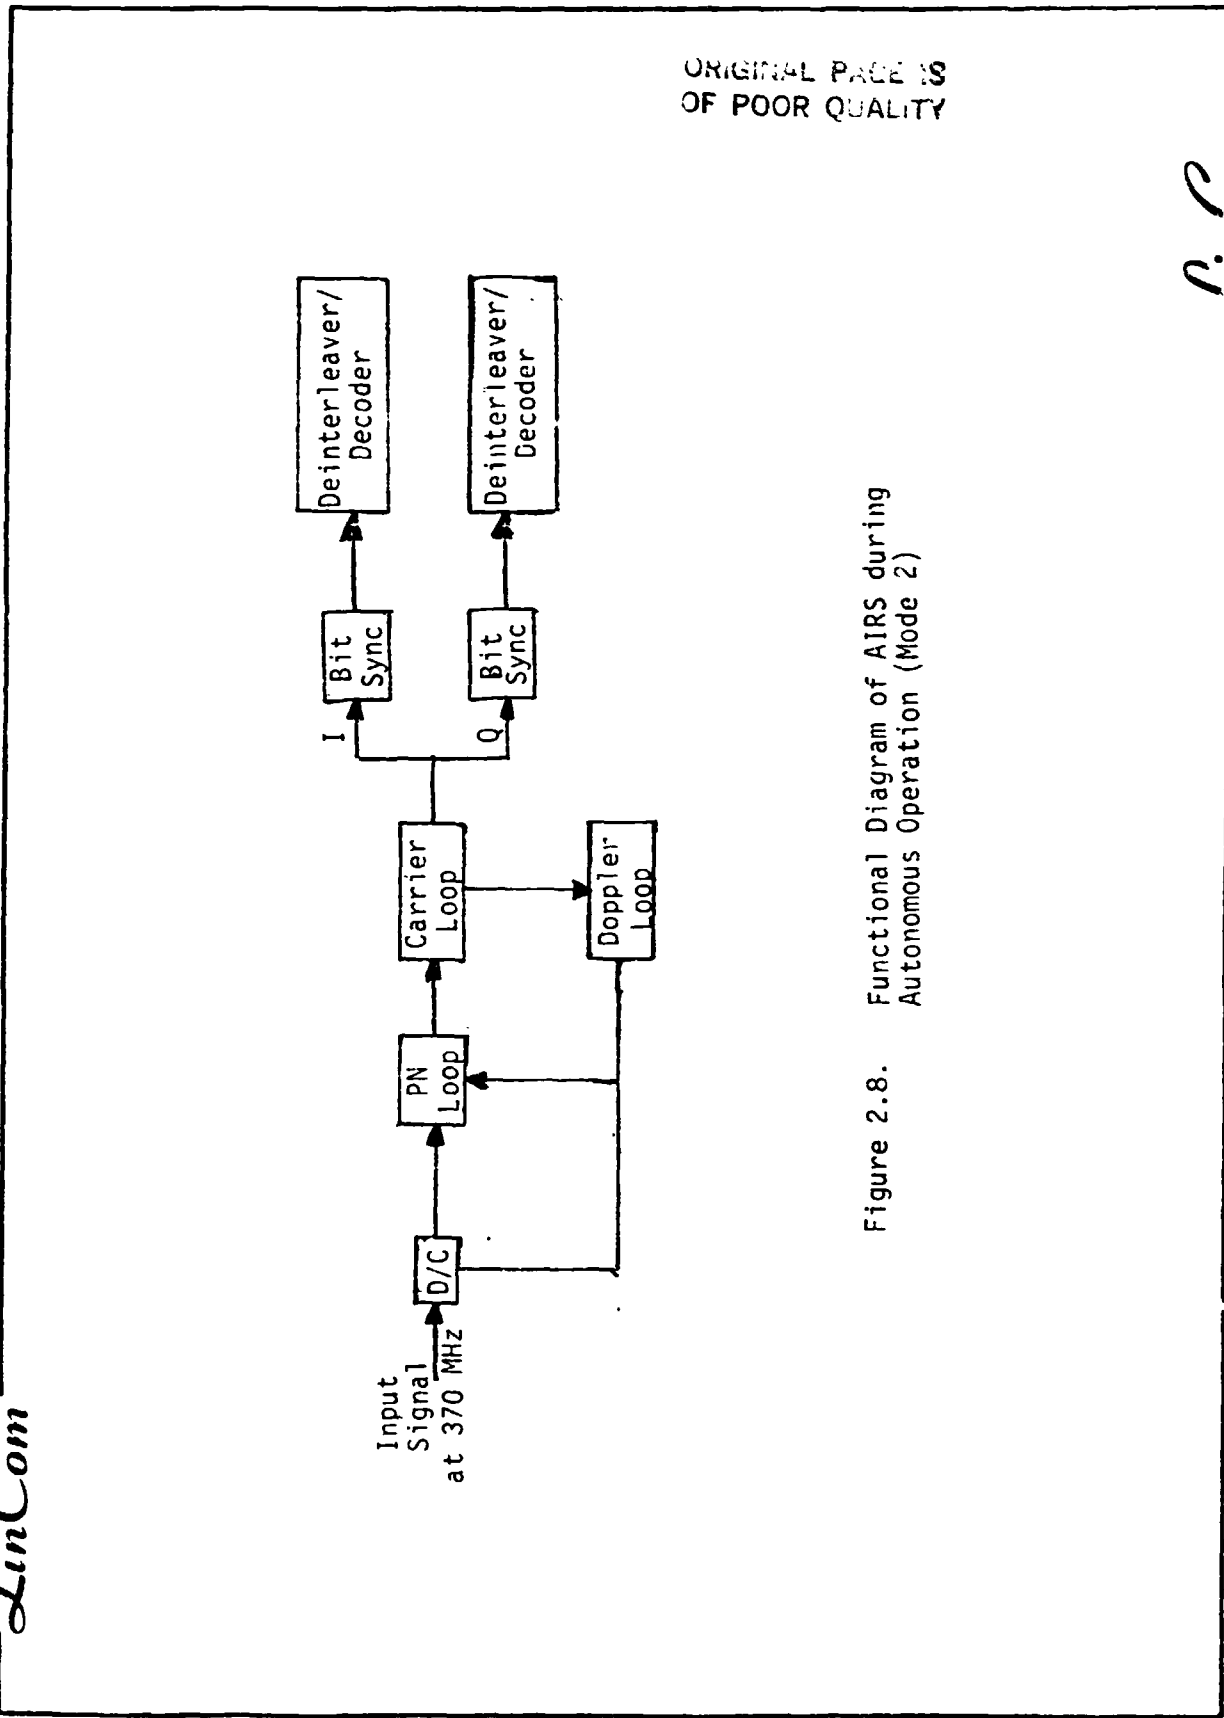 LinCom
ORIGINAL PAGE IS
OF POOR QUALITY
Input
Signal
at 370 MHz
D/C
PN
Loop
Carrier
Loop
Doppler
Loop
I
Bit
Sync
Deinterleaver/
Decoder
Q
Bit
Sync
Deinterleaver/
Decoder
Figure 2.8. Functional Diagram of AIRS during
Autonomous Operation (Mode 2)